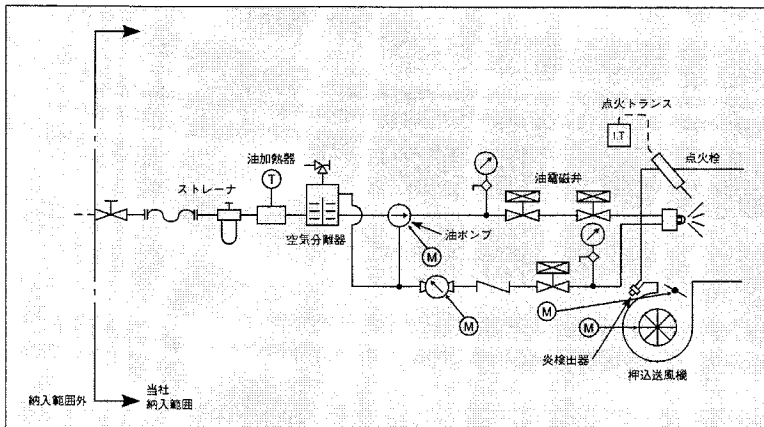 点火トランス
I.T
点火栓
油加熱器
T
ストレーナ
油電磁弁
空気分離器
油ポンプ
M
M
M
M
炎検出器
押込送風機
納入範囲外
当社
納入範囲